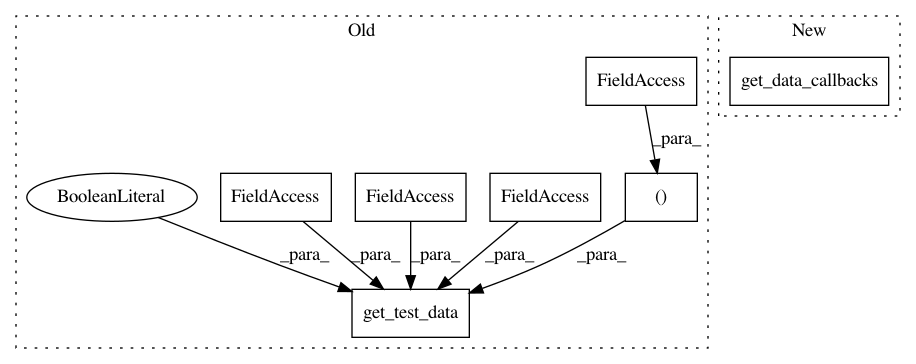 Old
New
FieldAccess
get_data_callbacks
_para_
BooleanLiteral
FieldAccess
FieldAccess
FieldAccess
()
_para_
_para_
_para_
_para_
_para_
get_test_data